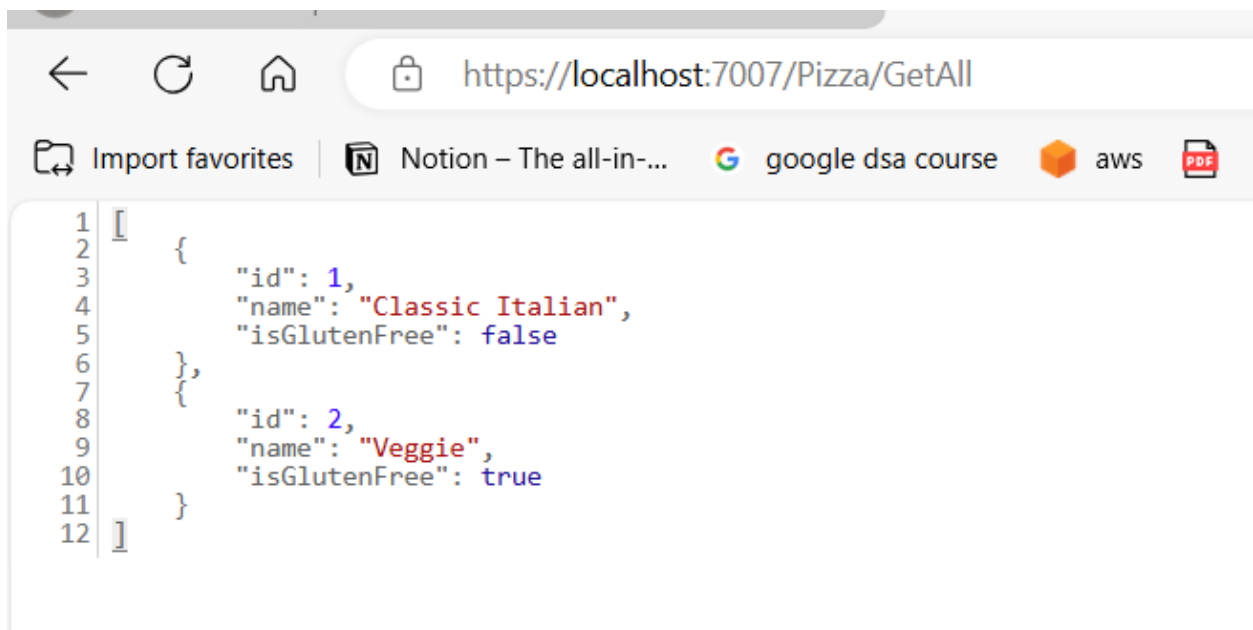 https://localhost:7007/Pizza/GetAll
Import favorites Notion – The all-in-... google dsa course aws PDF
1 [
2 {
3 "id": 1,
4 "name": "Classic Italian",
5 "isGlutenFree": false
6 },
7 {
8 "id": 2,
9 "name": "Veggie",
10 "isGlutenFree": true
11 }
12 ]